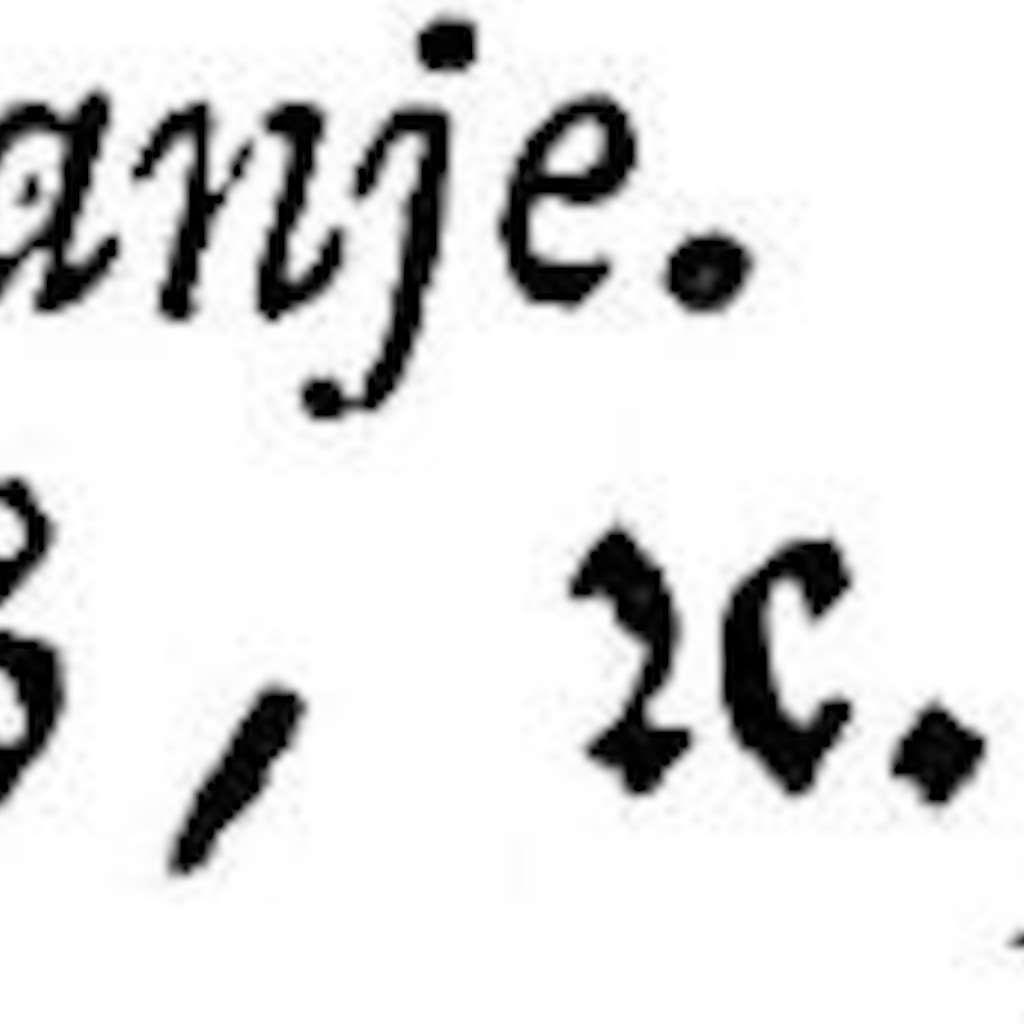 anje.
, ꝛc.